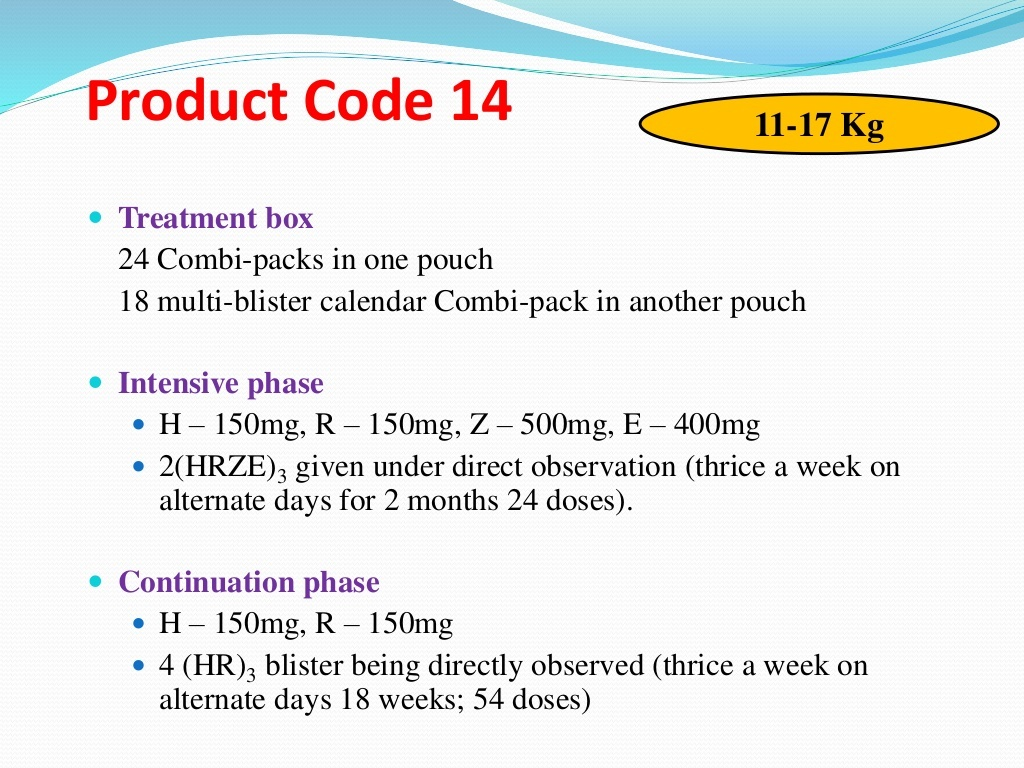 Product Code 14
11-17 Kg
• Treatment box
24 Combi-packs in one pouch
18 multi-blister calendar Combi-pack in another pouch
• Intensive phase
• H – 150mg, R – 150mg, Z – 500mg, E – 400mg
• 2(HRZE)₃ given under direct observation (thrice a week on
alternate days for 2 months 24 doses).
• Continuation phase
• H – 150mg, R – 150mg
• 4 (HR)₃ blister being directly observed (thrice a week on
alternate days 18 weeks; 54 doses)